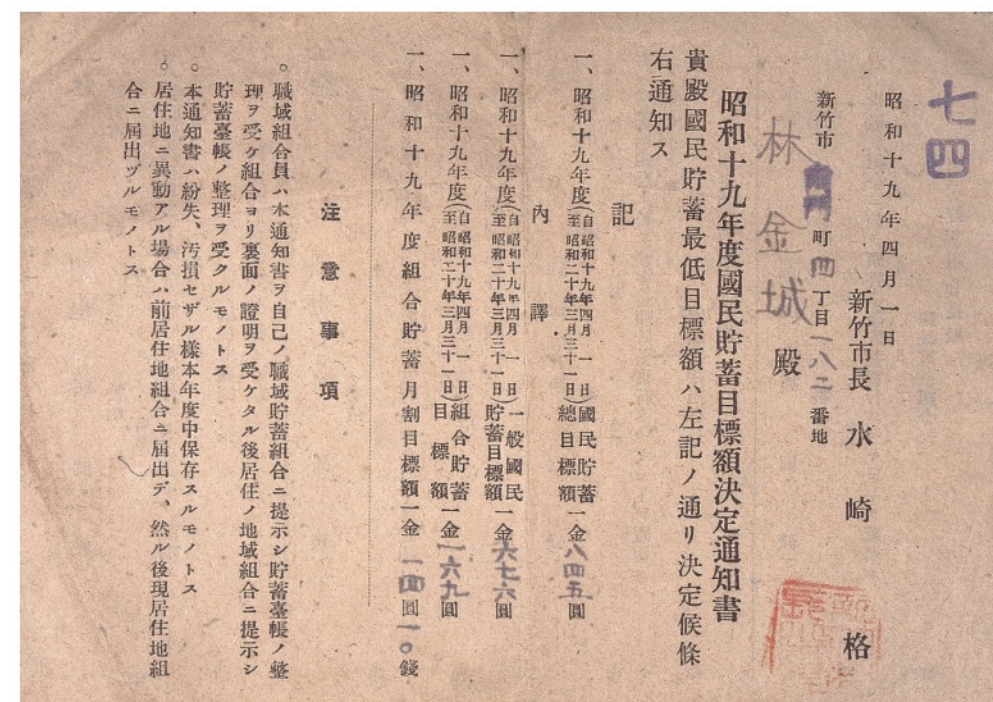 七四
昭和十九年四月一日
新竹市長 水崎格
新竹市南門町四丁目一八二番地
林金城殿
昭和十九年度國民貯蓄目標額決定通知書
貴殿國民貯蓄最低目標額ハ左記ノ通リ決定候條
右通知ス
記
一、昭和十九年度(自昭和十九年四月一日至昭和二十年三月三十一日)國民貯蓄總目標額一金八四五圓
內譯
一、昭和十九年度(自昭和十九年四月一日至昭和二十年三月三十一日)一般國民貯蓄目標額一金六七六圓
一、昭和十九年度(自昭和十九年四月一日至昭和二十年三月三十一日)組合貯蓄目標額一金一六九圓
一、昭和十九年度組合貯蓄月割目標額一金一四圓一〇錢
注意事項
○職域組合員ハ本通知書ヲ自己ノ職域貯蓄組合ニ提示シ貯蓄臺帳ノ整
理ヲ受ケ組合ヨリ裏面ノ證明ヲ受ケタル後居住ノ地域組合ニ提示シ
貯蓄臺帳ノ整理ヲ受クルモノトス
○本通知書ハ紛失、汚損セザル樣本年度中保存スルモノトス
○居住地ニ異動アル場合ハ前居住地組合ニ屆出デ、然ル後現居住地組
合ニ屆出ヅルモノトス